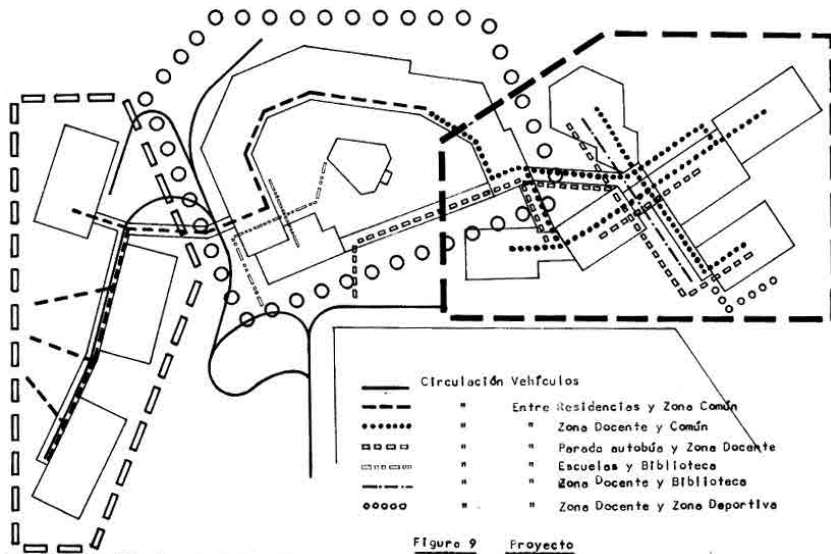 Circulación Vehículos
" Entre Residencias y Zona Común
" " Zona Docente y Común
" " Parada autobúa y Zona Docente
" " Escuelas y Biblioteca
" " Zona Docente y Biblioteca
" " Zona Docente y Zona Deportiva
Figura 9 Proyecto